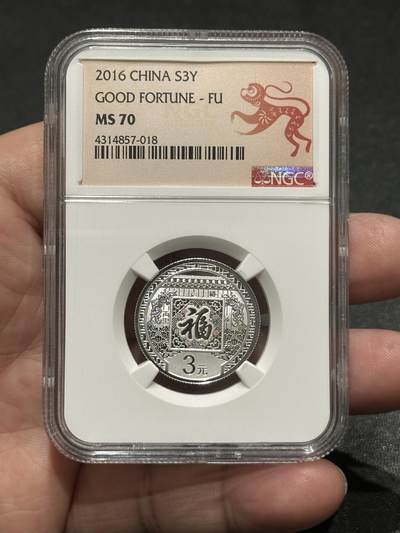 2016 CHINA S3Y
GOOD FORTUNE - FU
MS 70
4314857-018
NGC®
福
3元